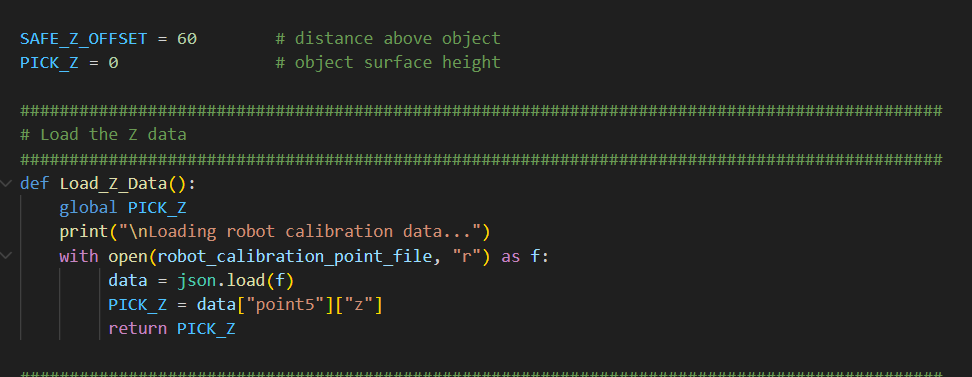 SAFE_Z_OFFSET = 60        # distance above object
PICK_Z = 0                # object surface height
##############################################################################################
# Load the Z data
##############################################################################################
def Load_Z_Data():
    global PICK_Z
    print("\nLoading robot calibration data...")
    with open(robot_calibration_point_file, "r") as f:
         data = json.load(f)
         PICK_Z = data["point5"]["z"]
         return PICK_Z
##############################################################################################